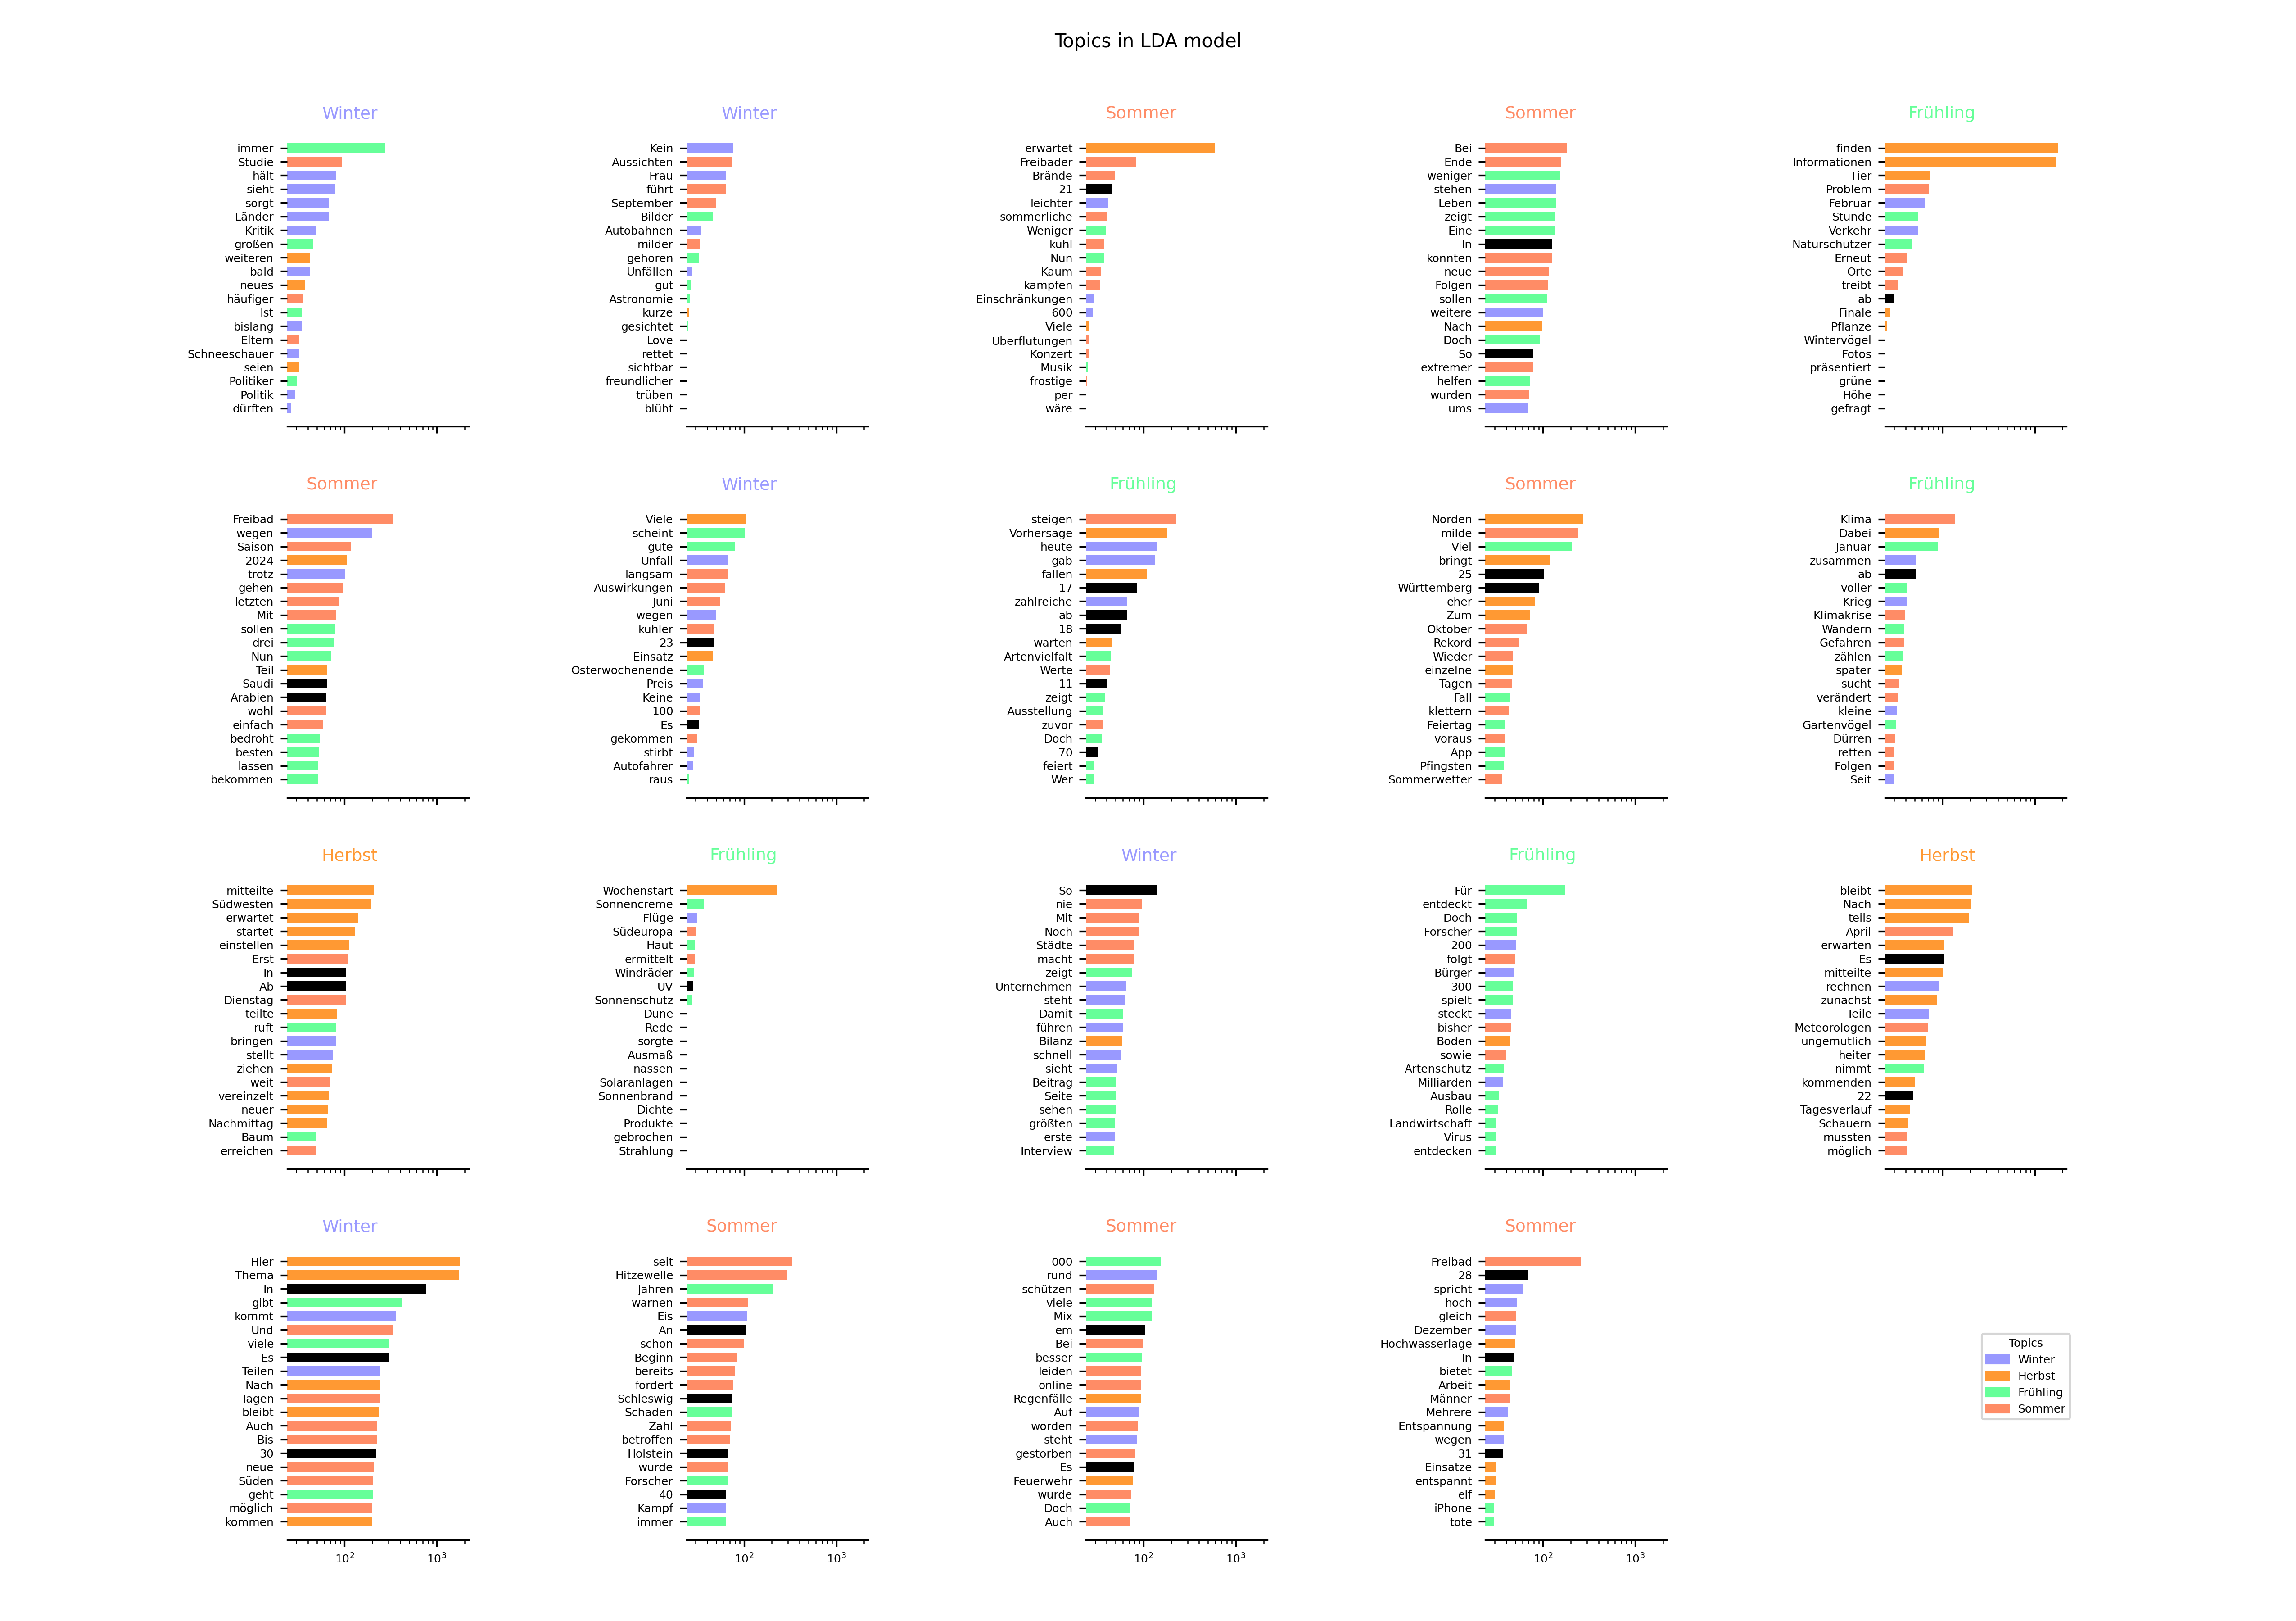 Topics in LDA model
Winter
immer
Studie
hält
sieht
sorgt
Länder
Kritik
großen
weiteren
bald
neues
häufiger
Ist
bislang
Eltern
Schneeschauer
seien
Politiker
Politik
dürften
Winter
Kein
Aussichten
Frau
führt
September
Bilder
Autobahnen
milder
gehören
Unfällen
gut
Astronomie
kurze
gesichtet
Love
rettet
sichtbar
freundlicher
trüben
blüht
Sommer
erwartet
Freibäder
Brände
21
leichter
sommerliche
Weniger
kühl
Nun
Kaum
kämpfen
Einschränkungen
600
Viele
Überflutungen
Konzert
Musik
frostige
per
wäre
Sommer
Bei
Ende
weniger
stehen
Leben
zeigt
Eine
In
könnten
neue
Folgen
sollen
weitere
Nach
Doch
So
extremer
helfen
wurden
ums
Frühling
finden
Informationen
Tier
Problem
Februar
Stunde
Verkehr
Naturschützer
Erneut
Orte
treibt
ab
Finale
Pflanze
Wintervögel
Fotos
präsentiert
grüne
Höhe
gefragt
Sommer
Freibad
wegen
Saison
2024
trotz
gehen
letzten
Mit
sollen
drei
Nun
Teil
Saudi
Arabien
wohl
einfach
bedroht
besten
lassen
bekommen
Winter
Viele
scheint
gute
Unfall
langsam
Auswirkungen
Juni
wegen
kühler
23
Einsatz
Osterwochenende
Preis
Keine
100
Es
gekommen
stirbt
Autofahrer
raus
Frühling
steigen
Vorhersage
heute
gab
fallen
17
zahlreiche
ab
18
warten
Artenvielfalt
Werte
11
zeigt
Ausstellung
zuvor
Doch
70
feiert
Wer
Sommer
Norden
milde
Viel
bringt
25
Württemberg
eher
Zum
Oktober
Rekord
Wieder
einzelne
Tagen
Fall
klettern
Feiertag
voraus
App
Pfingsten
Sommerwetter
Frühling
Klima
Dabei
Januar
zusammen
ab
voller
Krieg
Klimakrise
Wandern
Gefahren
zählen
später
sucht
verändert
kleine
Gartenvögel
Dürren
retten
Folgen
Seit
Herbst
mitteilte
Südwesten
erwartet
startet
einstellen
Erst
In
Ab
Dienstag
teilte
ruft
bringen
stellt
ziehen
weit
vereinzelt
neuer
Nachmittag
Baum
erreichen
Frühling
Wochenstart
Sonnencreme
Flüge
Südeuropa
Haut
ermittelt
Windräder
UV
Sonnenschutz
Dune
Rede
sorgte
Ausmaß
nassen
Solaranlagen
Sonnenbrand
Dichte
Produkte
gebrochen
Strahlung
Winter
So
nie
Mit
Noch
Städte
macht
zeigt
Unternehmen
steht
Damit
führen
Bilanz
schnell
sieht
Beitrag
Seite
sehen
größten
erste
Interview
Frühling
Für
entdeckt
Doch
Forscher
200
folgt
Bürger
300
spielt
steckt
bisher
Boden
sowie
Artenschutz
Milliarden
Ausbau
Rolle
Landwirtschaft
Virus
entdecken
Herbst
bleibt
Nach
teils
April
erwarten
Es
mitteilte
rechnen
zunächst
Teile
Meteorologen
ungemütlich
heiter
nimmt
kommenden
22
Tagesverlauf
Schauern
mussten
möglich
Winter
Hier
Thema
In
gibt
kommt
Und
viele
Es
Teilen
Nach
Tagen
bleibt
Auch
Bis
30
neue
Süden
geht
möglich
kommen
10²
10³
Sommer
seit
Hitzewelle
Jahren
warnen
Eis
An
schon
Beginn
bereits
fordert
Schleswig
Schäden
Zahl
betroffen
Holstein
wurde
Forscher
40
Kampf
immer
10²
10³
Sommer
000
rund
schützen
viele
Mix
em
Bei
besser
leiden
online
Regenfälle
Auf
worden
steht
gestorben
Es
Feuerwehr
wurde
Doch
Auch
10²
10³
Sommer
Freibad
28
spricht
hoch
gleich
Dezember
Hochwasserlage
In
bietet
Arbeit
Männer
Mehrere
Entspannung
wegen
31
Einsätze
entspannt
elf
iPhone
tote
10²
10³
Topics
Winter
Herbst
Frühling
Sommer